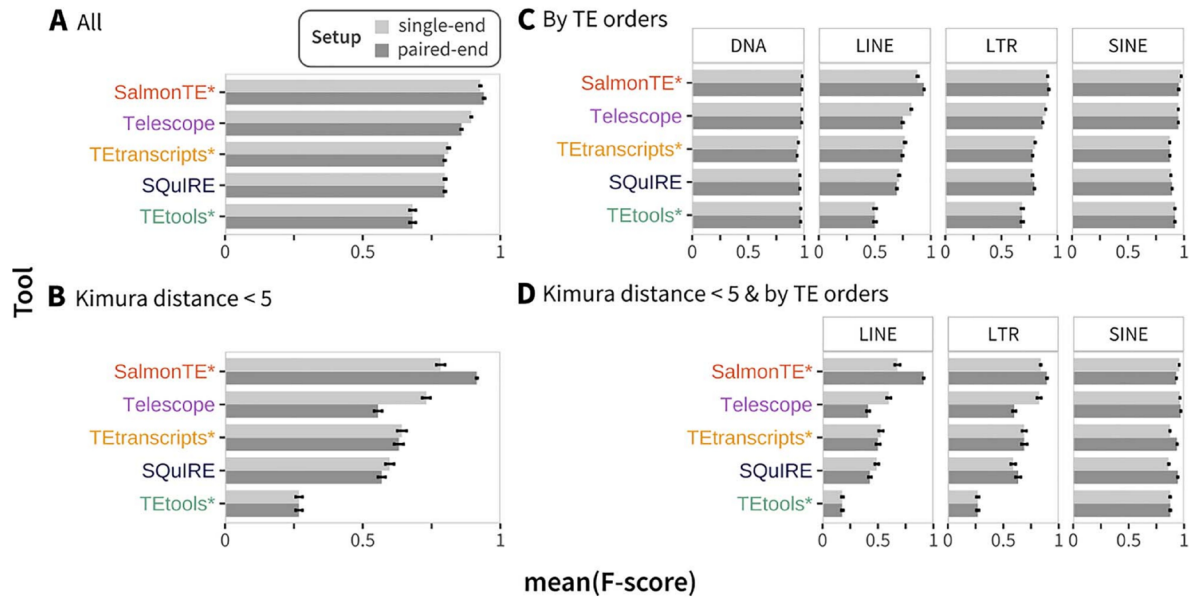 A All
Setup
single-end
paired-end
SalmonTE*
Telescope
TEtranscripts*
SQuIRE
TEtools*
0 0.5 1
B Kimura distance < 5
SalmonTE*
Telescope
TEtranscripts*
SQuIRE
TEtools*
0 0.5 1
C By TE orders
DNA LINE LTR SINE
SalmonTE*
Telescope
TEtranscripts*
SQuIRE
TEtools*
0 0.5 1 0 0.5 1 0 0.5 1 0 0.5 1
D Kimura distance < 5 & by TE orders
LINE LTR SINE
SalmonTE*
Telescope
TEtranscripts*
SQuIRE
TEtools*
0 0.5 1 0 0.5 1 0 0.5 1
Tool
mean(F-score)